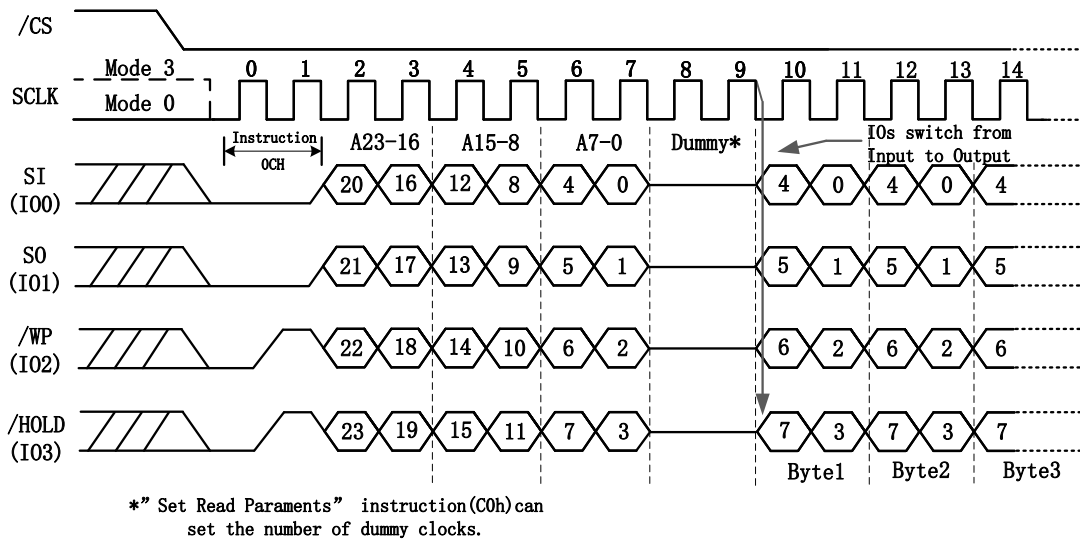 /CS
Mode 3
0 1 2 3 4 5 6 7 8 9 10 11 12 13 14
SCLK
Mode 0
Instruction
0CH
A23-16 A15-8 A7-0 Dummy*
IOs switch from
Input to Output
SI
(IO0)
20 16 12 8 4 0 4 0 4 0 4
SO
(IO1)
21 17 13 9 5 1 5 1 5 1 5
/WP
(IO2)
22 18 14 10 6 2 6 2 6 2 6
/HOLD
(IO3)
23 19 15 11 7 3 7 3 7 3 7
Byte1 Byte2 Byte3
*” Set Read Paraments” instruction(C0h)can
set the number of dummy clocks.